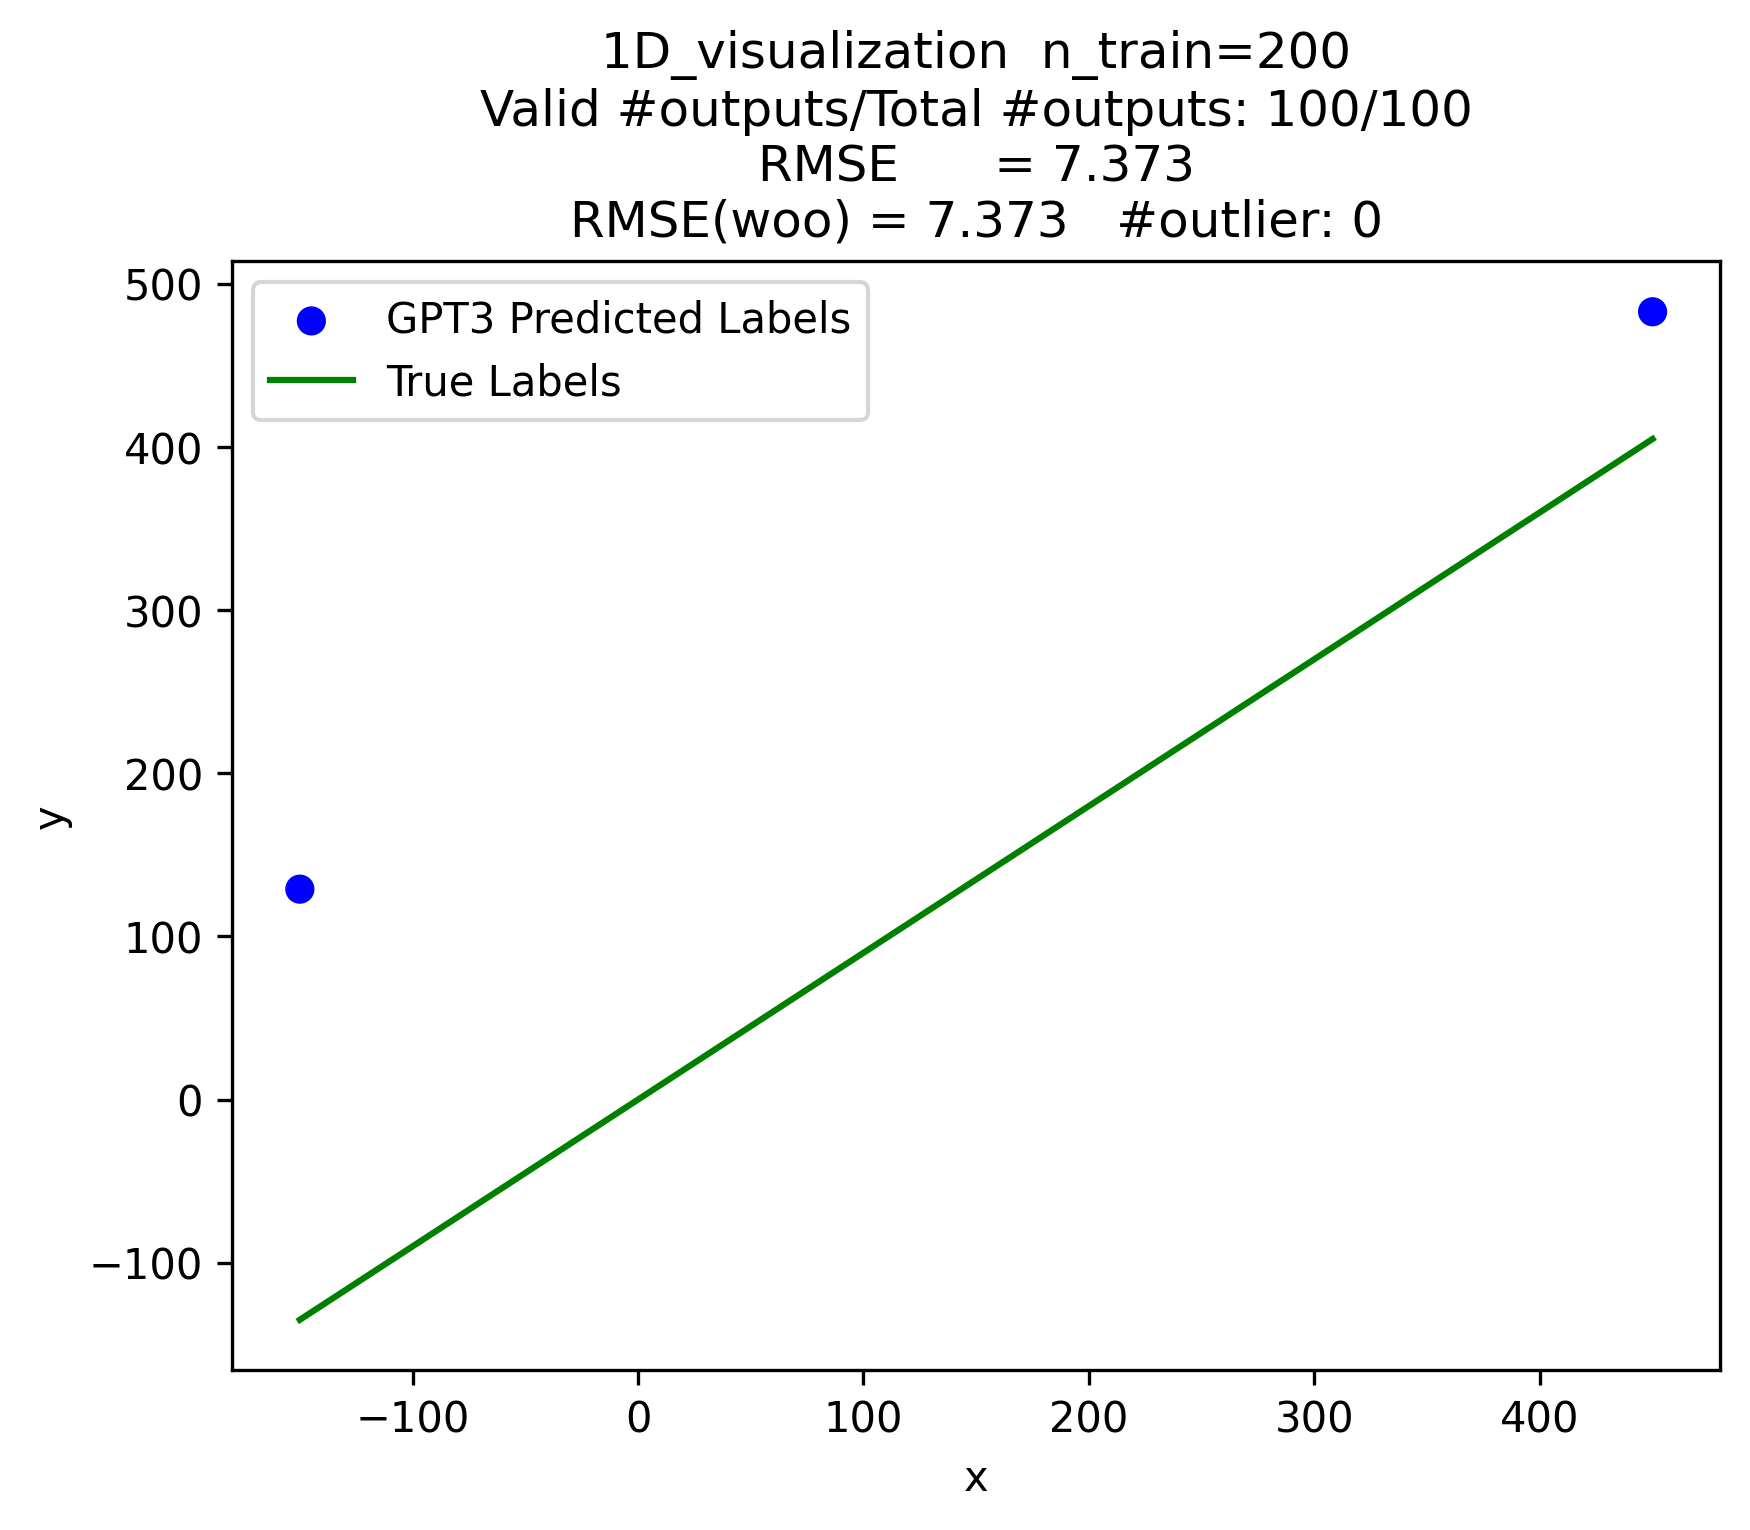 1D_visualization  n_train=200
Valid #outputs/Total #outputs: 100/100
RMSE      = 7.373
RMSE(woo) = 7.373   #outlier: 0
GPT3 Predicted Labels
True Labels
500
400
300
200
100
0
−100
y
−100
0
100
200
300
400
x